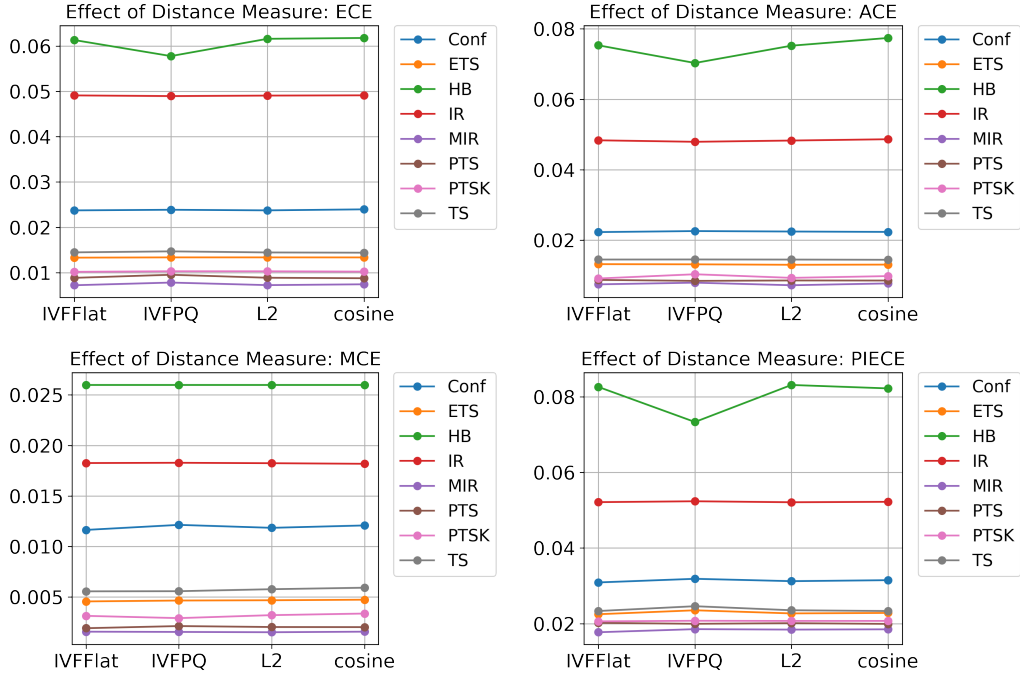 Effect of Distance Measure: ECE
0.06
0.05
0.04
0.03
0.02
0.01
IVFFlat IVFPQ L2 cosine
Conf
ETS
HB
IR
MIR
PTS
PTSK
TS
Effect of Distance Measure: ACE
0.08
0.06
0.04
0.02
IVFFlat IVFPQ L2 cosine
Conf
ETS
HB
IR
MIR
PTS
PTSK
TS
Effect of Distance Measure: MCE
0.025
0.020
0.015
0.010
0.005
IVFFlat IVFPQ L2 cosine
Conf
ETS
HB
IR
MIR
PTS
PTSK
TS
Effect of Distance Measure: PIECE
0.08
0.06
0.04
0.02
IVFFlat IVFPQ L2 cosine
Conf
ETS
HB
IR
MIR
PTS
PTSK
TS